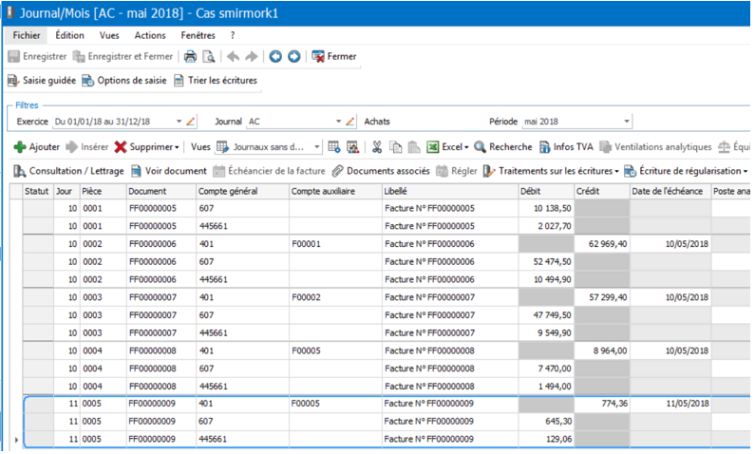 Journal/Mois [AC - mai 2018] - Cas smirmork1
Fichier Édition Vues Actions Fenêtres ?
Enregistrer Enregistrer et Fermer Fermer
Saisie guidée Options de saisie Trier les écritures
Filtres
Exercice Du 01/01/18 au 31/12/18 Journal AC Achats Période mai 2018
Ajouter Insérer Supprimer Vues Journaux sans d... Excel Recherche Infos TVA Ventilations analytiques Équi
Consultation / Lettrage Voir document Échéancier de la facture Documents associés Régler Traitements sur les écritures Écriture de régularisation
Statut Jour Pièce Document Compte général Compte auxiliaire Libellé Débit Crédit Date de l'échéance Poste ana
10 0001 FF00000005 607 Facture N° FF00000005 10 138,50
10 0001 FF00000005 445661 Facture N° FF00000005 2 027,70
10 0002 FF00000006 401 F00001 Facture N° FF00000006 62 969,40 10/05/2018
10 0002 FF00000006 607 Facture N° FF00000006 52 474,50
10 0002 FF00000006 445661 Facture N° FF00000006 10 494,90
10 0003 FF00000007 401 F00002 Facture N° FF00000007 57 299,40 10/05/2018
10 0003 FF00000007 607 Facture N° FF00000007 47 749,50
10 0003 FF00000007 445661 Facture N° FF00000007 9 549,90
10 0004 FF00000008 401 F00005 Facture N° FF00000008 8 964,00 10/05/2018
10 0004 FF00000008 607 Facture N° FF00000008 7 470,00
10 0004 FF00000008 445661 Facture N° FF00000008 1 494,00
11 0005 FF00000009 401 F00005 Facture N° FF00000009 774,36 11/05/2018
11 0005 FF00000009 607 Facture N° FF00000009 645,30
11 0005 FF00000009 445661 Facture N° FF00000009 129,06